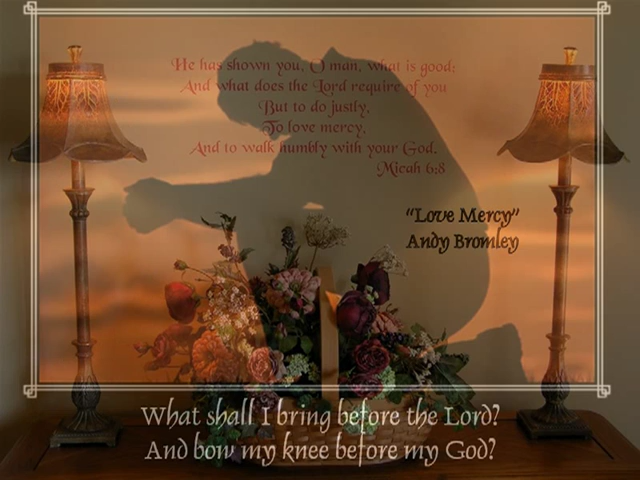 He has shown you, O man, what is good;
And what does the Lord require of you
But to do justly,
To love mercy,
And to walk humbly with your God.
Micah 6:8
"Love Mercy"
Andy Bromley
What shall I bring before the Lord?
And bow my knee before my God?